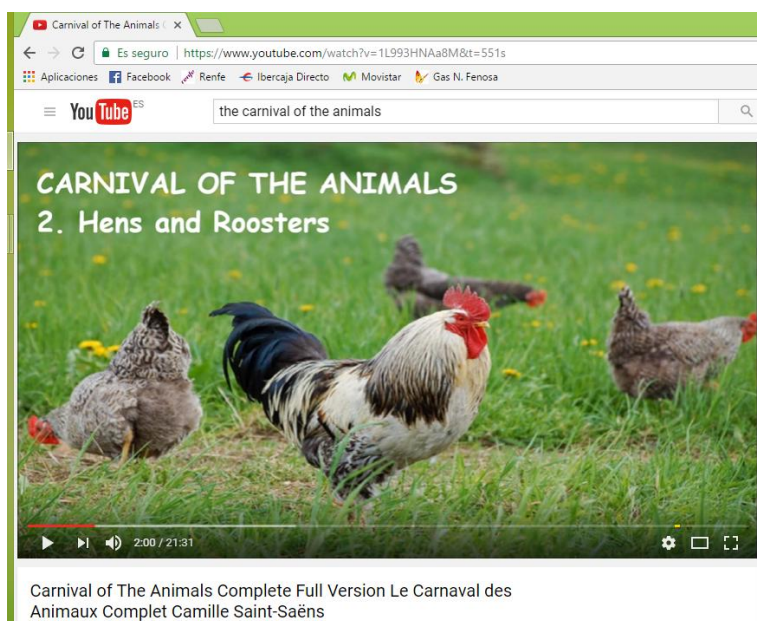 Carnival of The Animals (
Es seguro | https://www.youtube.com/watch?v=1L993HNAa8M&t=551s
Aplicaciones Facebook Renfe Ibercaja Directo Movistar Gas N. Fenosa
YouTube ES
the carnival of the animals
CARNIVAL OF THE ANIMALS
2. Hens and Roosters
2:00 / 21:31
Carnival of The Animals Complete Full Version Le Carnaval des
Animaux Complet Camille Saint-Saëns